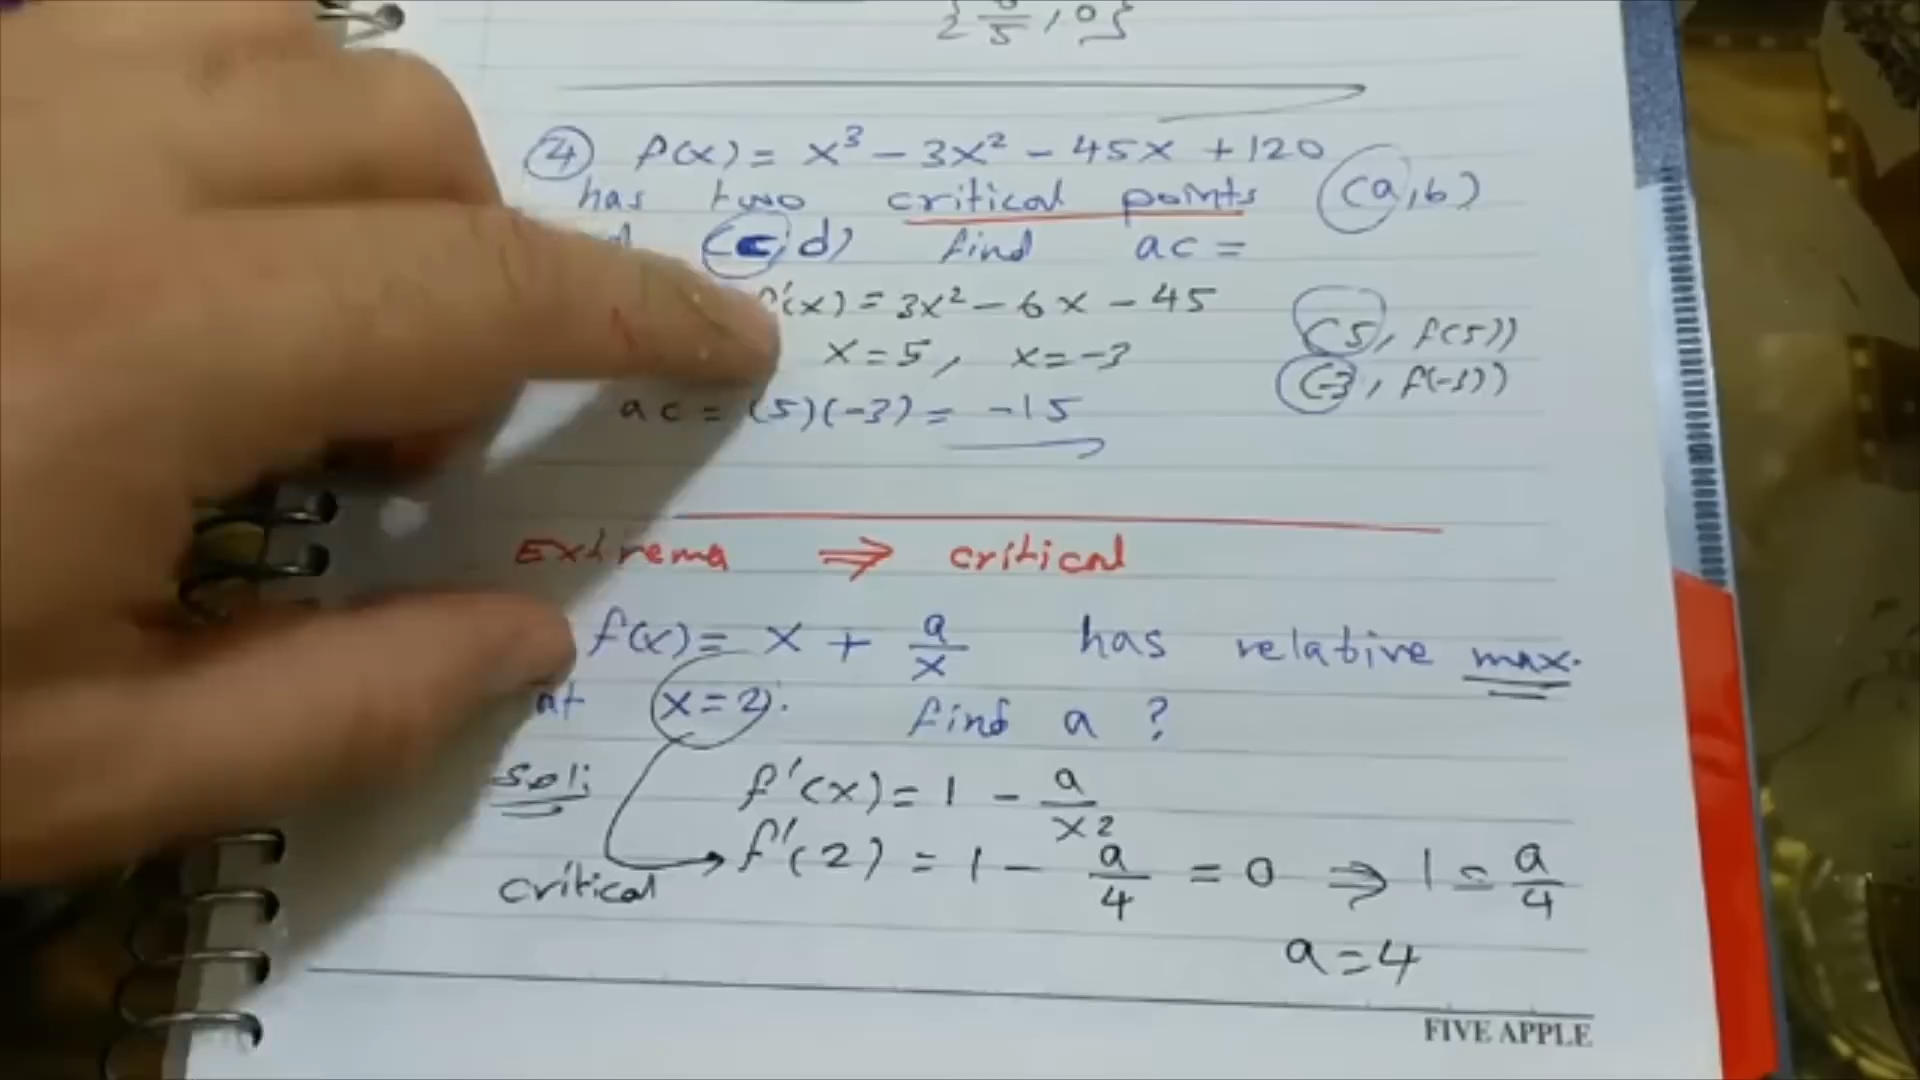 5 , 0}
4 f(x) = x³ - 3x² - 45x + 120
has two critical points (a,b)
(c,d) find ac =
f'(x) = 3x² - 6x - 45
(5, f(5))
x = 5, x = -3
(-3, f(-3))
ac = (5)(-3) = -15
Extrema ⇒ critical
f(x) = x + a/x has relative max.
at x=2. find a ?
Sol:
f'(x) = 1 - a/x²
f'(2) = 1 - a/4 = 0 ⇒ 1 = a/4
critical
a = 4
FIVE APPLE